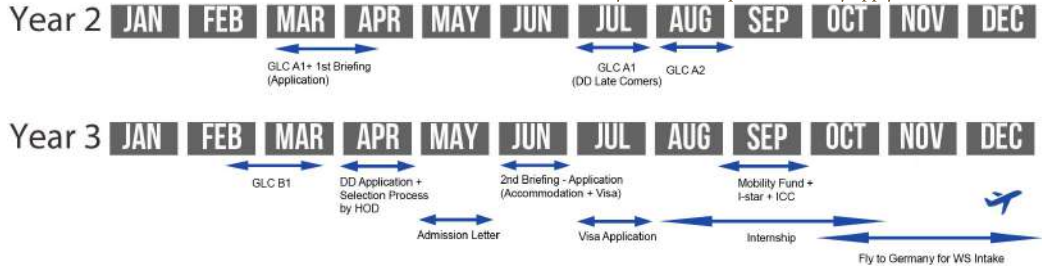 Year 2 JAN FEB MAR APR MAY JUN JUL AUG SEP OCT NOV DEC
GLC A1+ 1st Briefing
(Application)
GLC A1
(DD Late Comers)
GLC A2
Year 3 JAN FEB MAR APR MAY JUN JUL AUG SEP OCT NOV DEC
GLC B1
DD Application +
Selection Process
by HOD
2nd Briefing - Application
(Accommodation + Visa)
Mobility Fund +
I-star + ICC
Admission Letter
Visa Application
Internship
Fly to Germany for WS Intake